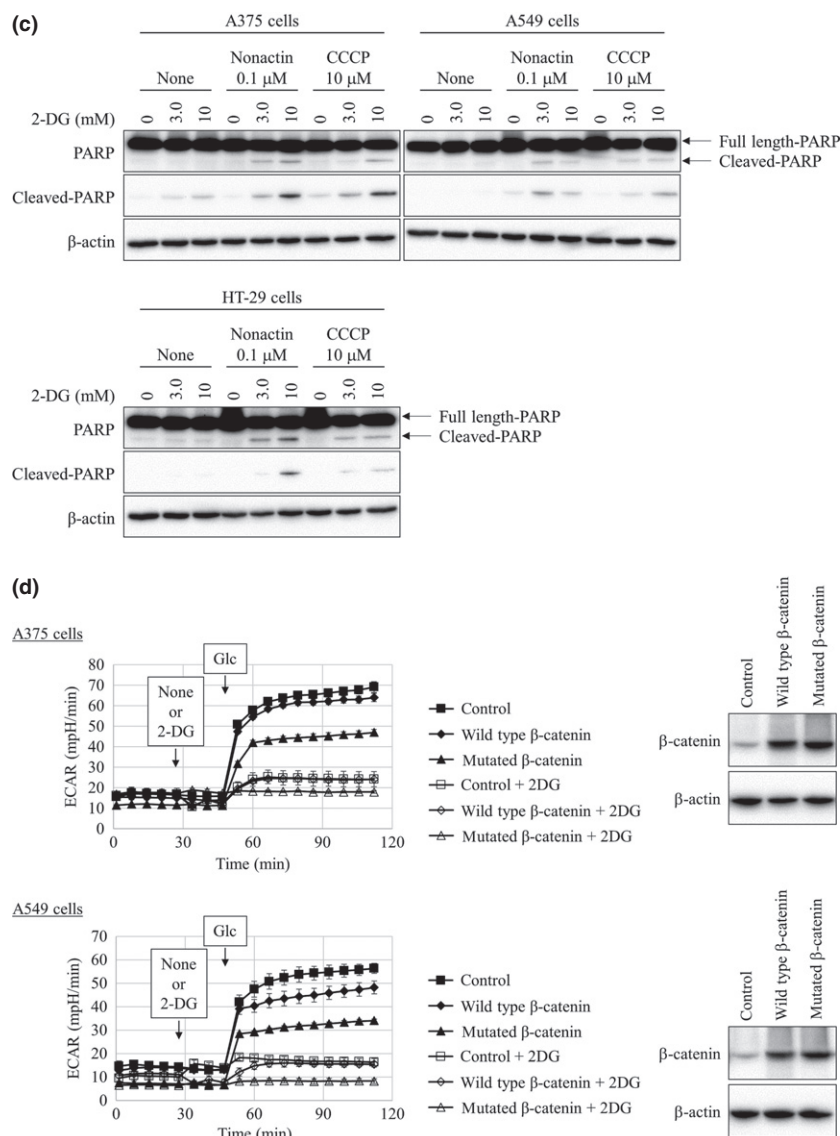 (c)
A375 cells
A549 cells
None
Nonactin
0.1 μM
CCCP
10 μM
None
Nonactin
0.1 μM
CCCP
10 μM
2-DG (mM)
0 3.0 10 0 3.0 10 0 3.0 10
0 3.0 10 0 3.0 10 0 3.0 10
PARP
Full length-PARP
Cleaved-PARP
Cleaved-PARP
β-actin
HT-29 cells
None
Nonactin
0.1 μM
CCCP
10 μM
2-DG (mM)
0 3.0 10 0 3.0 10 0 3.0 10
PARP
Full length-PARP
Cleaved-PARP
Cleaved-PARP
β-actin
(d)
A375 cells
ECAR (mpH/min)
80
70
60
50
40
30
20
10
0
None
or
2-DG
Glc
0 30 60 90 120
Time (min)
Control
Wild type β-catenin
Mutated β-catenin
Control + 2DG
Wild type β-catenin + 2DG
Mutated β-catenin + 2DG
Control
Wild type β-catenin
Mutated β-catenin
β-catenin
β-actin
A549 cells
ECAR (mpH/min)
70
60
50
40
30
20
10
0
None
or
2-DG
Glc
0 30 60 90 120
Time (min)
Control
Wild type β-catenin
Mutated β-catenin
Control + 2DG
Wild type β-catenin + 2DG
Mutated β-catenin + 2DG
Control
Wild type β-catenin
Mutated β-catenin
β-catenin
β-actin